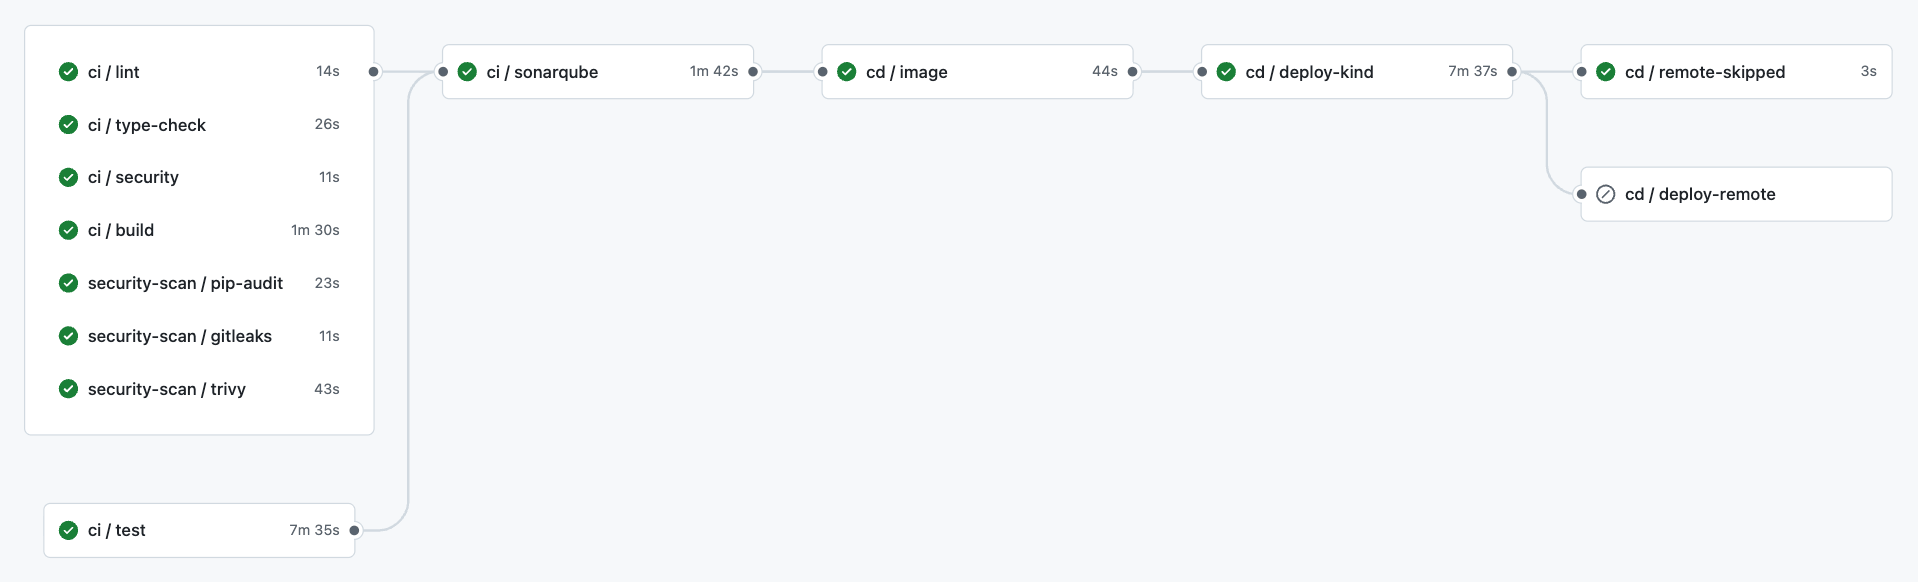 ci / lint 14s
ci / type-check 26s
ci / security 11s
ci / build 1m 30s
security-scan / pip-audit 23s
security-scan / gitleaks 11s
security-scan / trivy 43s
ci / test 7m 35s
ci / sonarqube 1m 42s
cd / image 44s
cd / deploy-kind 7m 37s
cd / remote-skipped 3s
cd / deploy-remote